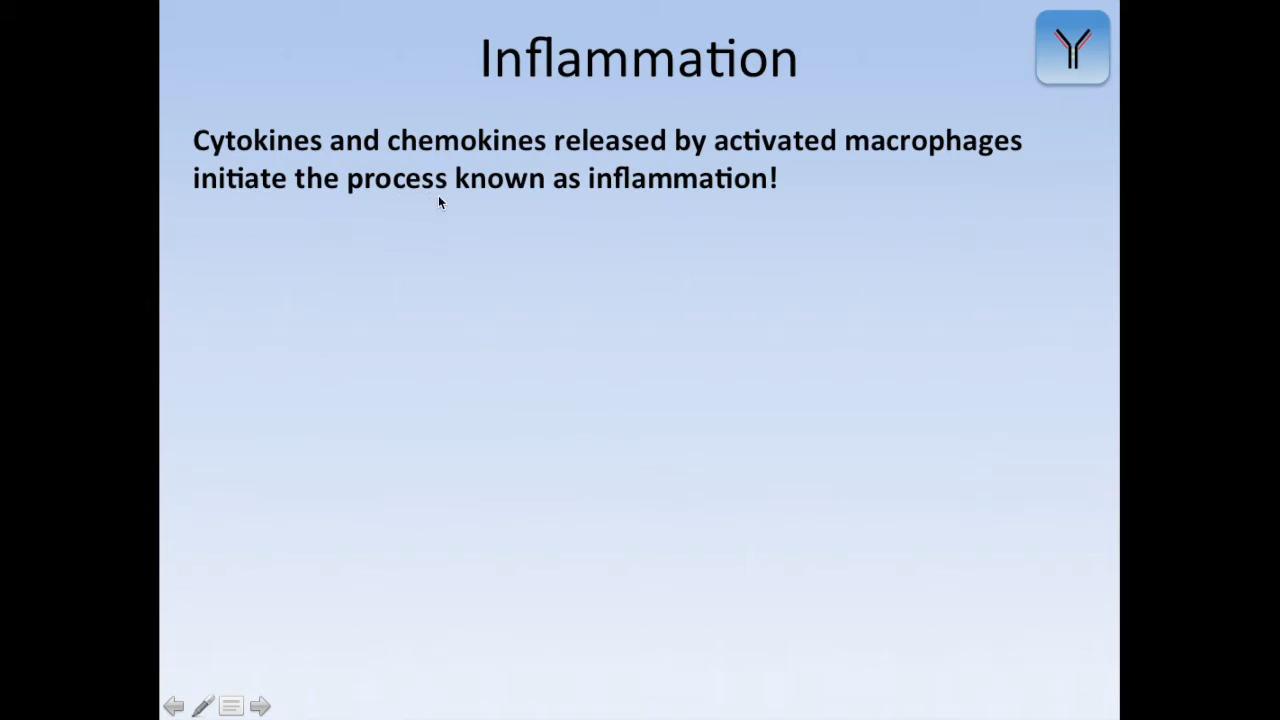 Inflammation
Cytokines and chemokines released by activated macrophages
initiate the process known as inflammation!